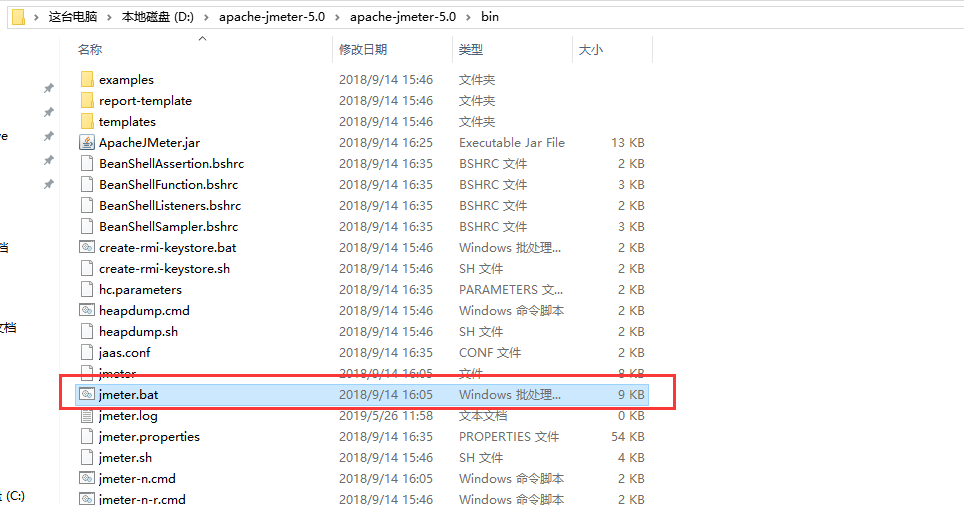 这台电脑 › 本地磁盘 (D:) › apache-jmeter-5.0 › apache-jmeter-5.0 › bin
名称 修改日期 类型 大小
examples 2018/9/14 15:46 文件夹
report-template 2018/9/14 15:46 文件夹
templates 2018/9/14 15:46 文件夹
ApacheJMeter.jar 2018/9/14 16:25 Executable Jar File 13 KB
BeanShellAssertion.bshrc 2018/9/14 16:35 BSHRC 文件 2 KB
BeanShellFunction.bshrc 2018/9/14 16:35 BSHRC 文件 3 KB
BeanShellListeners.bshrc 2018/9/14 16:35 BSHRC 文件 2 KB
BeanShellSampler.bshrc 2018/9/14 16:35 BSHRC 文件 2 KB
create-rmi-keystore.bat 2018/9/14 15:46 Windows 批处理... 2 KB
create-rmi-keystore.sh 2018/9/14 15:46 SH 文件 2 KB
hc.parameters 2018/9/14 16:35 PARAMETERS 文... 2 KB
heapdump.cmd 2018/9/14 15:46 Windows 命令脚本 2 KB
heapdump.sh 2018/9/14 15:46 SH 文件 2 KB
文档
jaas.conf 2018/9/14 16:35 CONF 文件 2 KB
jmeter 2018/9/14 16:05 文件 8 KB
jmeter.bat 2018/9/14 16:05 Windows 批处理... 9 KB
jmeter.log 2019/5/26 11:58 文本文档 0 KB
jmeter.properties 2018/9/14 16:35 PROPERTIES 文件 54 KB
jmeter.sh 2018/9/14 15:46 SH 文件 4 KB
jmeter-n.cmd 2018/9/14 16:05 Windows 命令脚本 2 KB
(C:)
jmeter-n-r.cmd 2018/9/14 15:45 Windows 命令脚本 2 KB